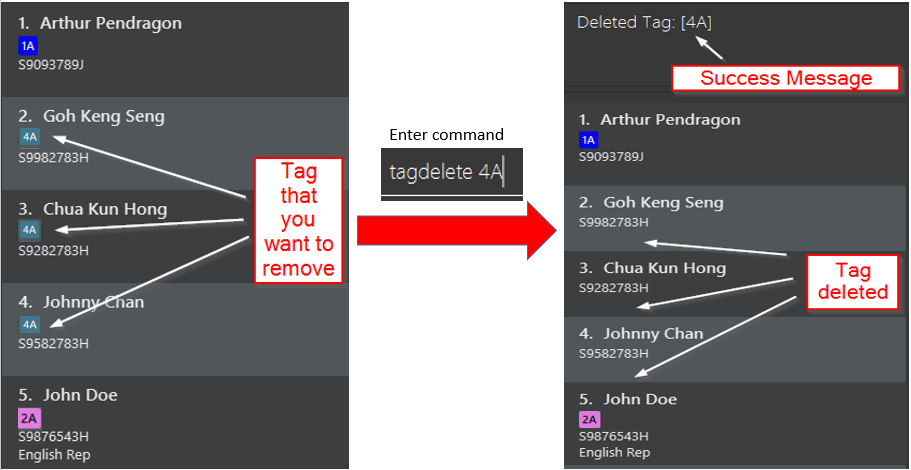 1. Arthur Pendragon
1A
S9093789J
2. Goh Keng Seng
4A
S9982783H
3. Chua Kun Hong
4A
S9282783H
4. Johnny Chan
4A
S9582783H
5. John Doe
2A
S9876543H
English Rep
Tag
that
you
want to
remove
Enter command
tagdelete 4A
Deleted Tag: [4A]
Success Message
1. Arthur Pendragon
1A
S9093789J
2. Goh Keng Seng
S9982783H
3. Chua Kun Hong
S9282783H
4. Johnny Chan
S9582783H
5. John Doe
2A
S9876543H
English Rep
Tag
deleted